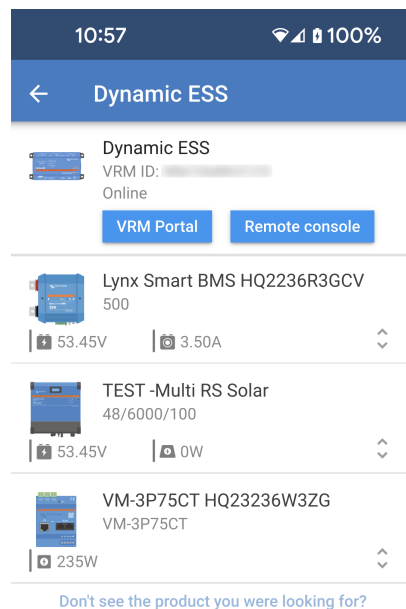 10:57
100%
Dynamic ESS
Dynamic ESS
VRM ID:
Online
VRM Portal
Remote console
Lynx Smart BMS HQ2236R3GCV
500
53.45V
3.50A
TEST -Multi RS Solar
48/6000/100
53.45V
0W
VM-3P75CT HQ23236W3ZG
VM-3P75CT
235W
Don't see the product you were looking for?